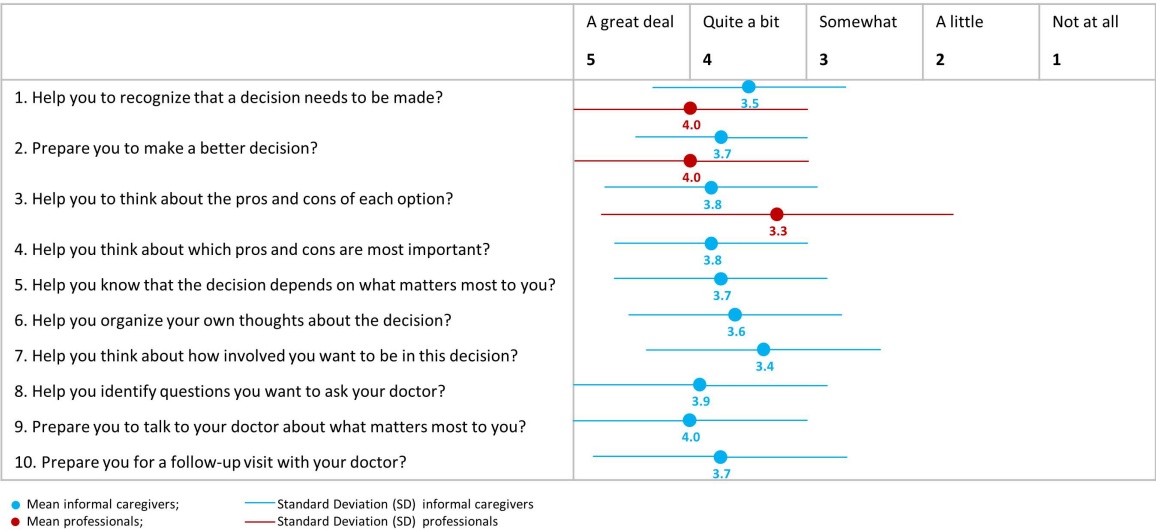 A great deal Quite a bit Somewhat A little Not at all
5 4 3 2 1
1. Help you to recognize that a decision needs to be made?
3.5
4.0
2. Prepare you to make a better decision?
3.7
4.0
3. Help you to think about the pros and cons of each option?
3.8
3.3
4. Help you think about which pros and cons are most important?
3.8
5. Help you know that the decision depends on what matters most to you?
3.7
6. Help you organize your own thoughts about the decision?
3.6
7. Help you think about how involved you want to be in this decision?
3.4
8. Help you identify questions you want to ask your doctor?
3.9
9. Prepare you to talk to your doctor about what matters most to you?
4.0
10. Prepare you for a follow-up visit with your doctor?
3.7
Mean informal caregivers; Standard Deviation (SD) informal caregivers
Mean professionals; Standard Deviation (SD) professionals